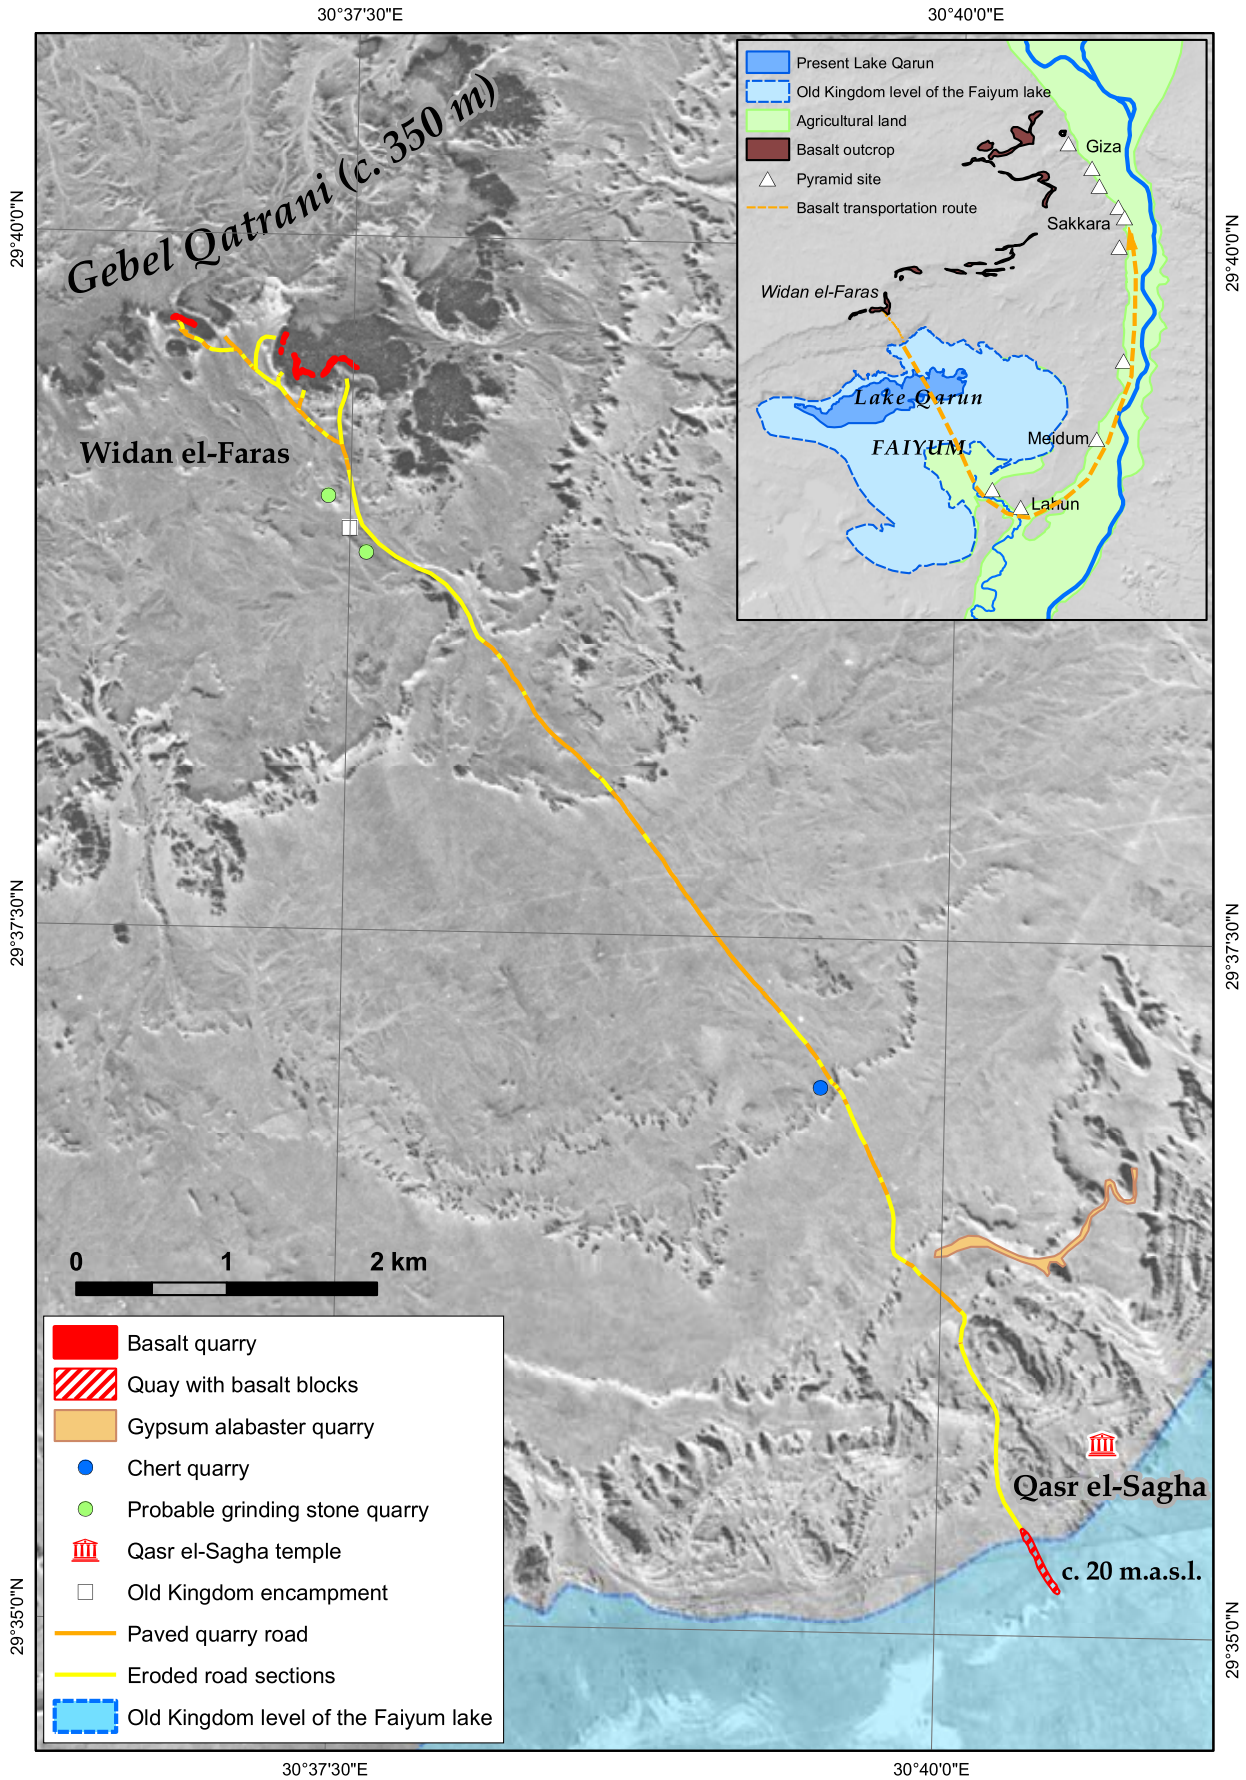 30°37'30"E
30°40'0"E
Present Lake Qarun
Old Kingdom level of the Faiyum lake
Agricultural land
Basalt outcrop
Pyramid site
Basalt transportation route
Giza
Sakkara
Widan el-Faras
Lake Qarun
FAIYUM
Meidum
Lahun
29°40'0"N
29°40'0"N
Gebel Qatrani (c. 350 m)
Widan el-Faras
29°37'30"N
29°37'30"N
0 1 2 km
Basalt quarry
Quay with basalt blocks
Gypsum alabaster quarry
Chert quarry
Probable grinding stone quarry
Qasr el-Sagha temple
Old Kingdom encampment
Paved quarry road
Eroded road sections
Old Kingdom level of the Faiyum lake
Qasr el-Sagha
c. 20 m.a.s.l.
29°35'0"N
29°35'0"N
30°37'30"E
30°40'0"E